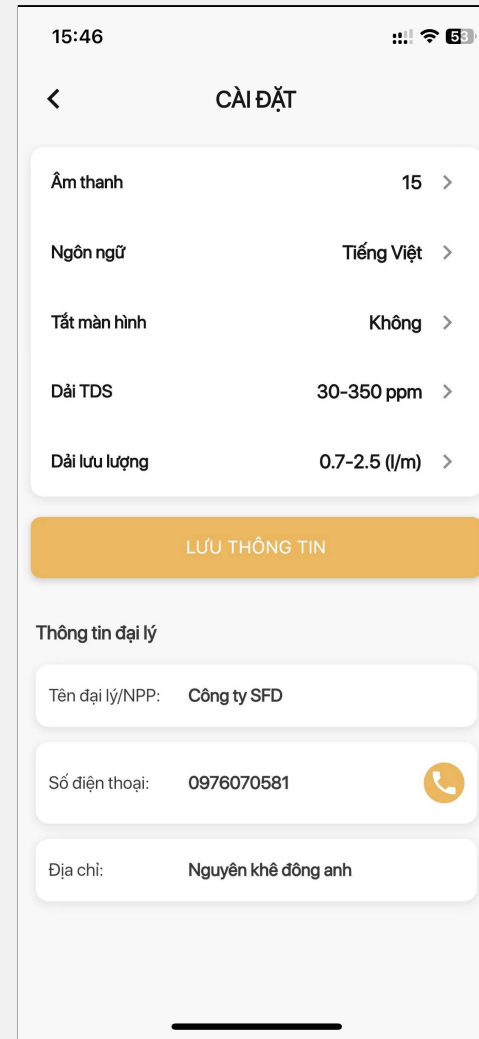 15:46
53
CÀI ĐẶT
Âm thanh 15
Ngôn ngữ Tiếng Việt
Tắt màn hình Không
Dải TDS 30-350 ppm
Dải lưu lượng 0.7-2.5 (l/m)
LƯU THÔNG TIN
Thông tin đại lý
Tên đại lý/NPP: Công ty SFD
Số điện thoại: 0976070581
Địa chỉ: Nguyên khê đông anh